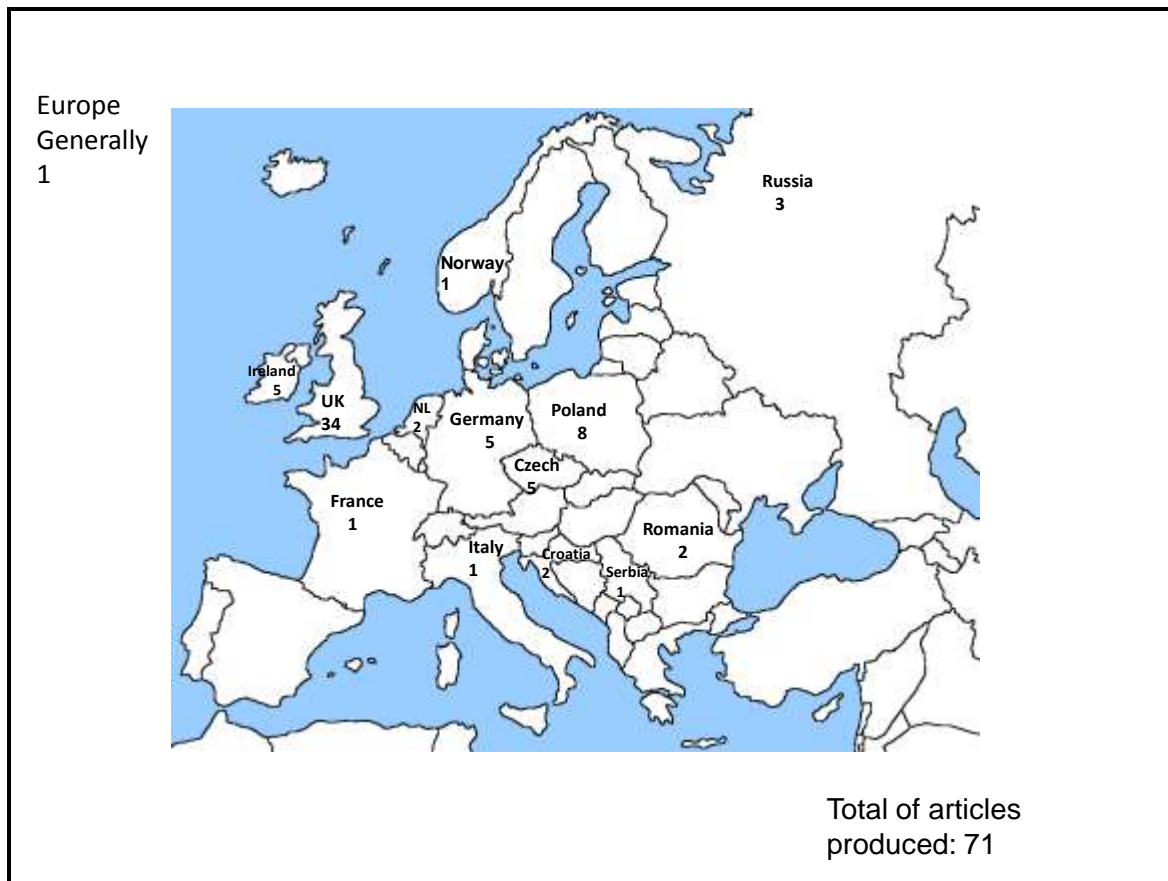 Europe
Generally
1
Russia
3
Norway
1
Ireland
5
UK
34
NL
2
Germany
5
Poland
8
Czech
5
France
1
Italy
1
Croatia
2
Romania
2
Serbia
1
Total of articles
produced: 71